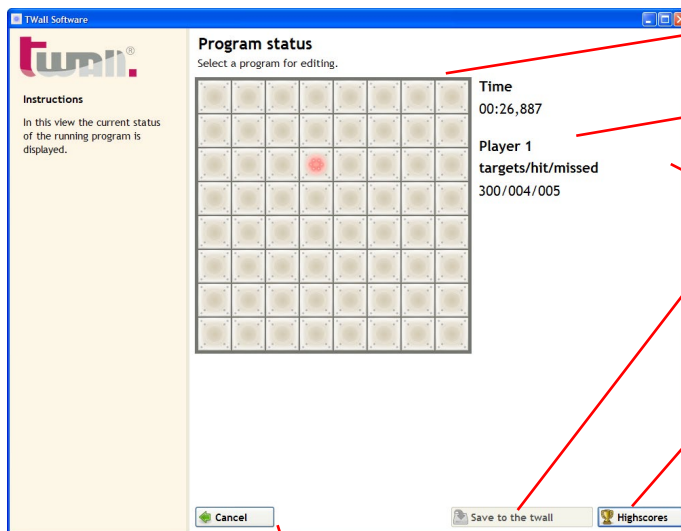 TWall Software
twall.®
Program status
Select a program for editing.
Instructions
In this view the current status
of the running program is
displayed.
Time
00:26,887
Player 1
targets/hit/missed
300/004/005
Cancel
Save to the twall
Highscores